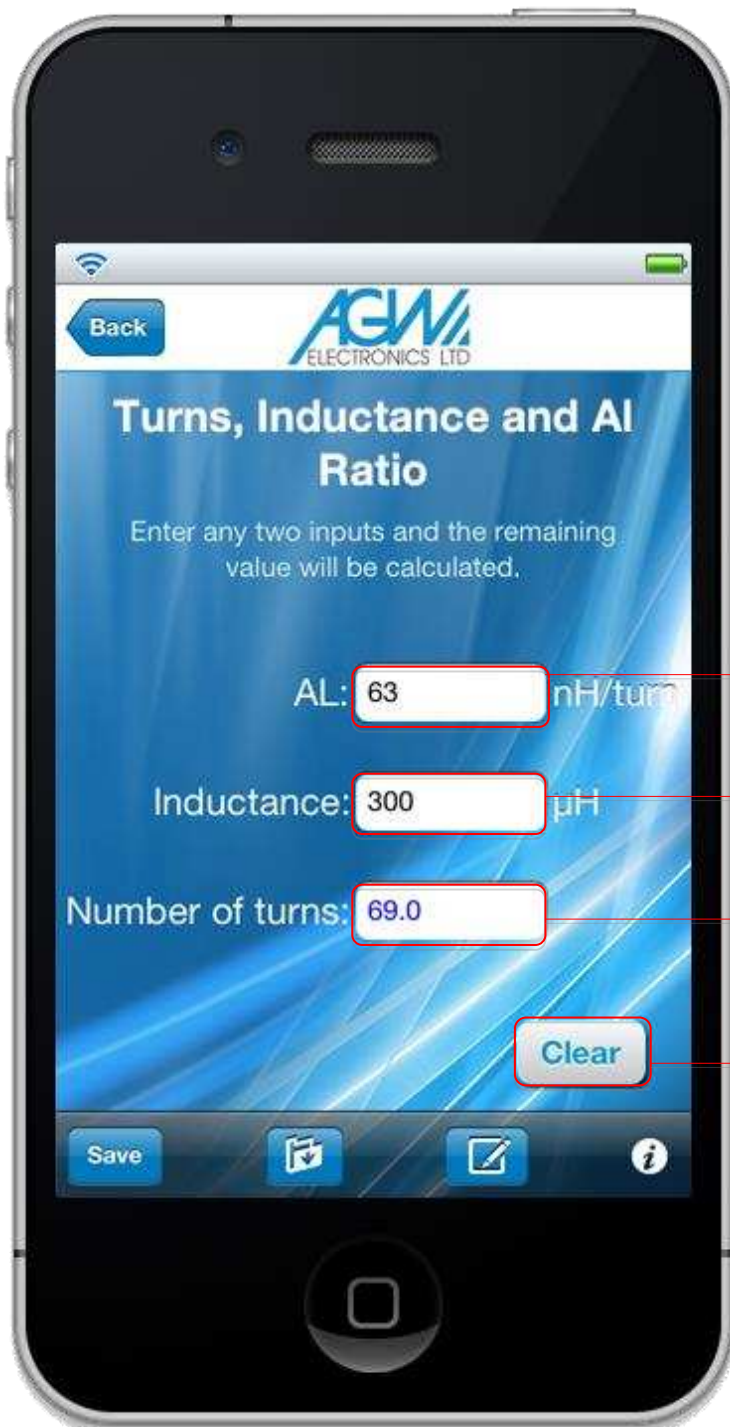 Back
AGW
ELECTRONICS LTD
Turns, Inductance and Al
Ratio
Enter any two inputs and the remaining
value will be calculated.
AL: 63 nH/turn
Inductance: 300 µH
Number of turns: 69.0
Clear
Save
i